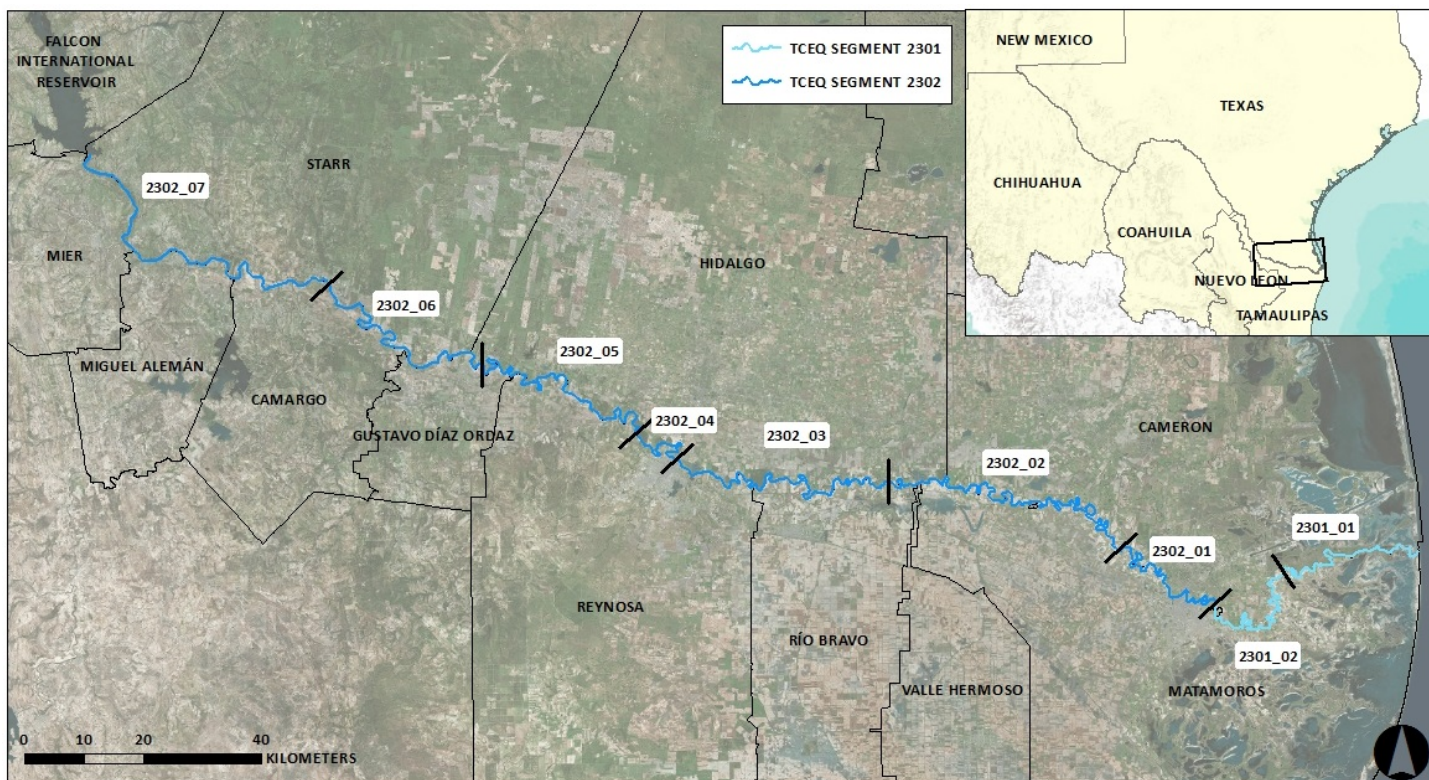 FALCON
INTERNATIONAL
RESERVOIR
TCEQ SEGMENT 2301
TCEQ SEGMENT 2302
NEW MEXICO
TEXAS
CHIHUAHUA
COAHUILA
NUEVO LEON
TAMAULIPAS
STARR
2302_07
MIER
HIDALGO
2302_06
2302_05
MIGUEL ALEMÁN
CAMARGO
GUSTAVO DÍAZ ORDAZ
2302_04
2302_03
CAMERON
2302_02
2301_01
2302_01
REYNOSA
RÍO BRAVO
2301_02
VALLE HERMOSO
MATAMOROS
0 10 20 40
KILOMETERS